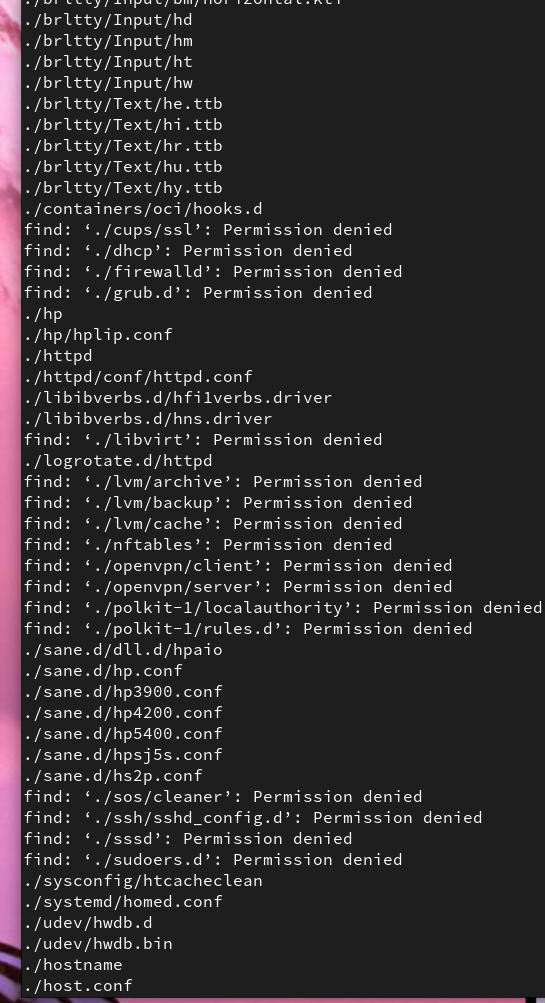 ./brltty/Input/bm/horizontal.kti
./brltty/Input/hd
./brltty/Input/hm
./brltty/Input/ht
./brltty/Input/hw
./brltty/Text/he.ttb
./brltty/Text/hi.ttb
./brltty/Text/hr.ttb
./brltty/Text/hu.ttb
./brltty/Text/hy.ttb
./containers/oci/hooks.d
find: ‘./cups/ssl’: Permission denied
find: ‘./dhcp’: Permission denied
find: ‘./firewalld’: Permission denied
find: ‘./grub.d’: Permission denied
./hp
./hp/hplip.conf
./httpd
./httpd/conf/httpd.conf
./libibverbs.d/hfi1verbs.driver
./libibverbs.d/hns.driver
find: ‘./libvirt’: Permission denied
./logrotate.d/httpd
find: ‘./lvm/archive’: Permission denied
find: ‘./lvm/backup’: Permission denied
find: ‘./lvm/cache’: Permission denied
find: ‘./nftables’: Permission denied
find: ‘./openvpn/client’: Permission denied
find: ‘./openvpn/server’: Permission denied
find: ‘./polkit-1/localauthority’: Permission denied
find: ‘./polkit-1/rules.d’: Permission denied
./sane.d/dll.d/hpaio
./sane.d/hp.conf
./sane.d/hp3900.conf
./sane.d/hp4200.conf
./sane.d/hp5400.conf
./sane.d/hpsj5s.conf
./sane.d/hs2p.conf
find: ‘./sos/cleaner’: Permission denied
find: ‘./ssh/sshd_config.d’: Permission denied
find: ‘./sssd’: Permission denied
find: ‘./sudoers.d’: Permission denied
./sysconfig/htcacheclean
./systemd/homed.conf
./udev/hwdb.d
./udev/hwdb.bin
./hostname
./host.conf